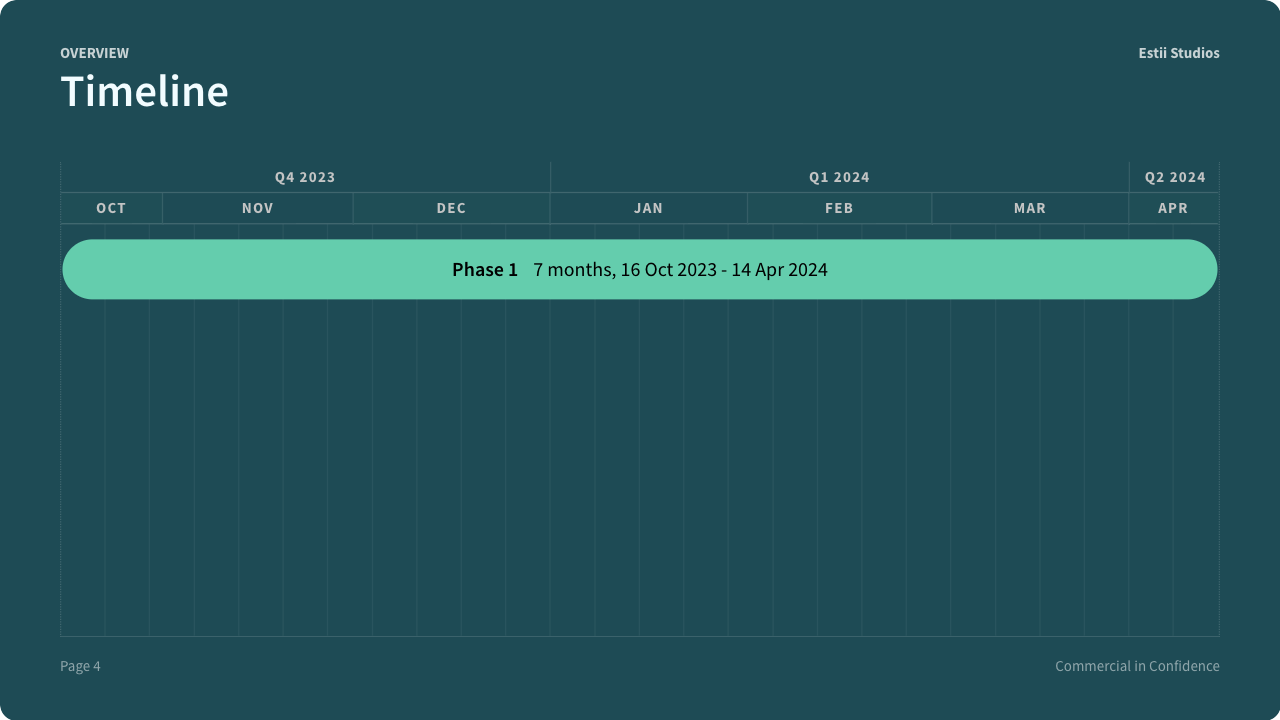 OVERVIEW
Estii Studios
Timeline
Q4 2023 Q1 2024 Q2 2024
OCT NOV DEC JAN FEB MAR APR
Phase 1 7 months, 16 Oct 2023 - 14 Apr 2024
Page 4
Commercial in Confidence